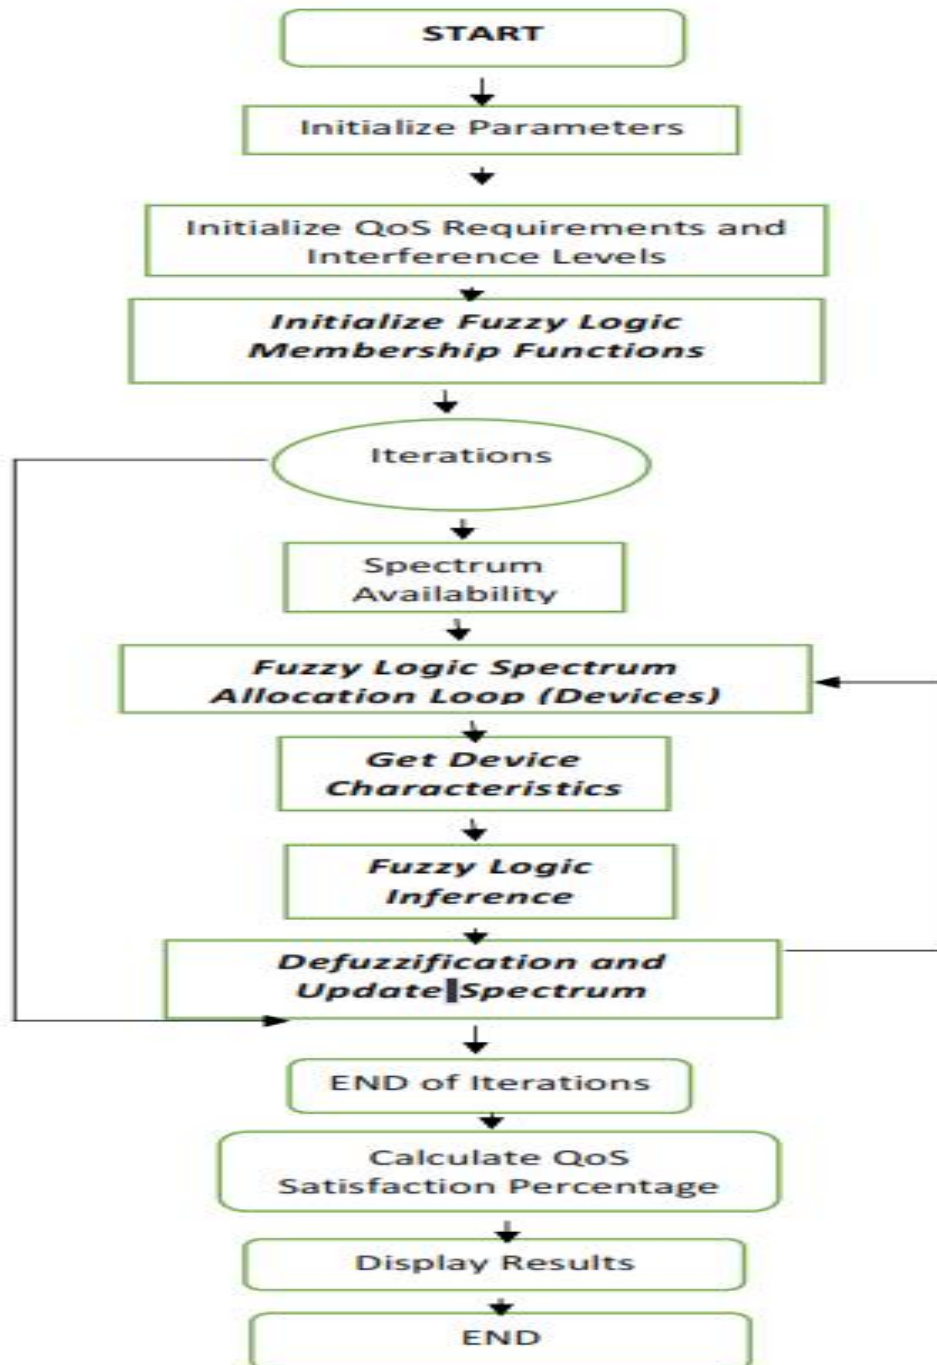 START
Initialize Parameters
Initialize QoS Requirements and
Interference Levels
Initialize Fuzzy Logic
Membership Functions
Iterations
Spectrum
Availability
Fuzzy Logic Spectrum
Allocation Loop (Devices)
Get Device
Characteristics
Fuzzy Logic
Inference
Defuzzification and
Update Spectrum
END of Iterations
Calculate QoS
Satisfaction Percentage
Display Results
END